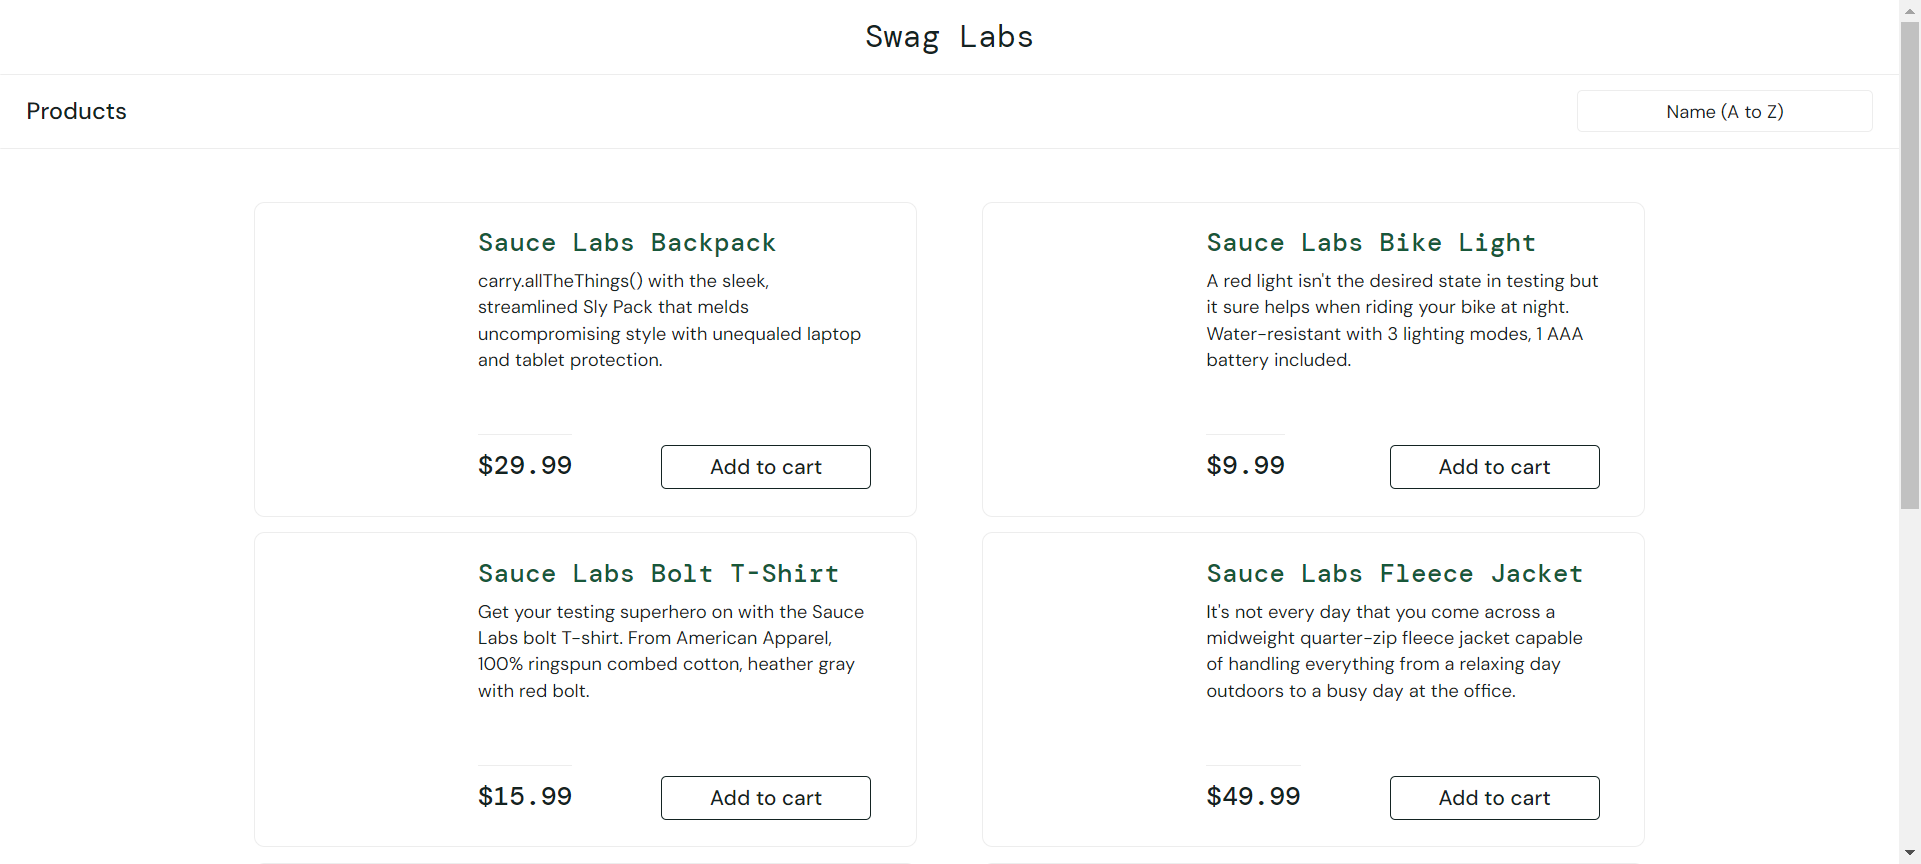 Swag Labs
Products
Name (A to Z)
Sauce Labs Backpack
carry.allTheThings() with the sleek,
streamlined Sly Pack that melds
uncompromising style with unequaled laptop
and tablet protection.
$29.99
Add to cart
Sauce Labs Bike Light
A red light isn't the desired state in testing but
it sure helps when riding your bike at night.
Water-resistant with 3 lighting modes, 1 AAA
battery included.
$9.99
Add to cart
Sauce Labs Bolt T-Shirt
Get your testing superhero on with the Sauce
Labs bolt T-shirt. From American Apparel,
100% ringspun combed cotton, heather gray
with red bolt.
$15.99
Add to cart
Sauce Labs Fleece Jacket
It's not every day that you come across a
midweight quarter-zip fleece jacket capable
of handling everything from a relaxing day
outdoors to a busy day at the office.
$49.99
Add to cart